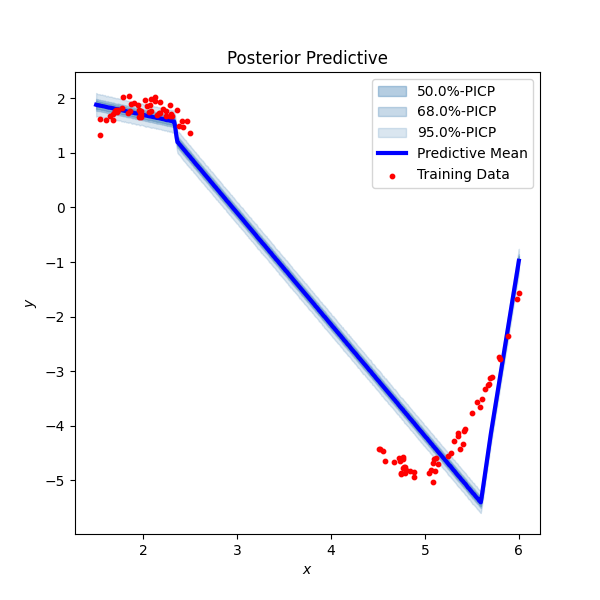 Posterior Predictive
50.0%-PICP
68.0%-PICP
95.0%-PICP
Predictive Mean
Training Data
2
1
0
−1
−2
−3
−4
−5
y
2 3 4 5 6
x